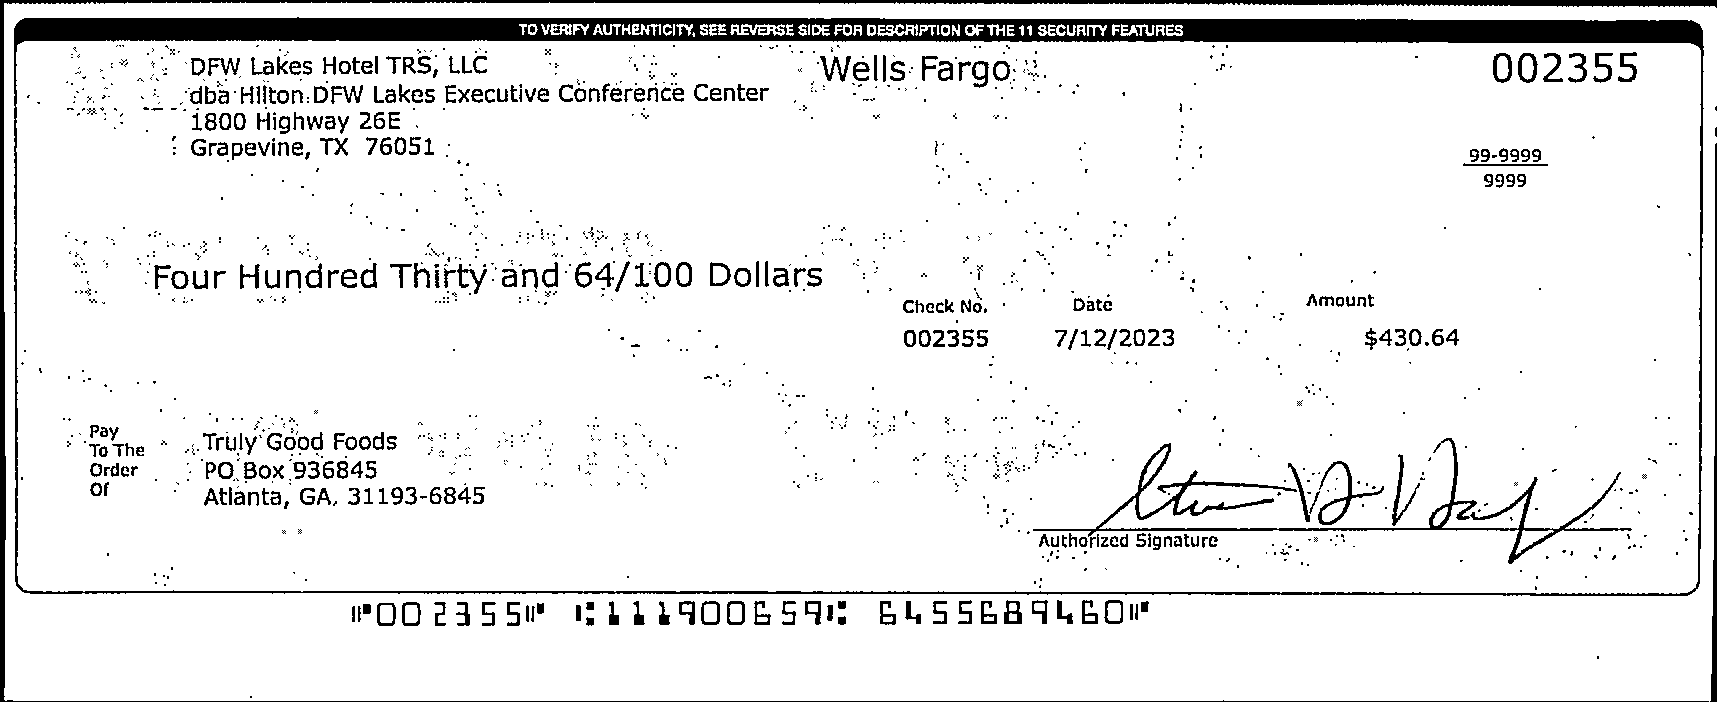 TO VERIFY AUTHENTICITY, SEE REVERSE SIDE FOR DESCRIPTION OF THE 11 SECURITY FEATURES
DFW Lakes Hotel TRS, LLC
dba Hilton DFW Lakes Executive Conference Center
1800 Highway 26E
Grapevine, TX 76051
Wells Fargo
002355
99-9999
9999
Four Hundred Thirty and 64/100 Dollars
Check No. Date Amount
002355 7/12/2023 $430.64
Pay
To The
Order
Of
Truly Good Foods
PO Box 936845
Atlanta, GA, 31193-6845
Authorized Signature
⑈002355⑈ ⑆111900659⑆ 6455689460⑈